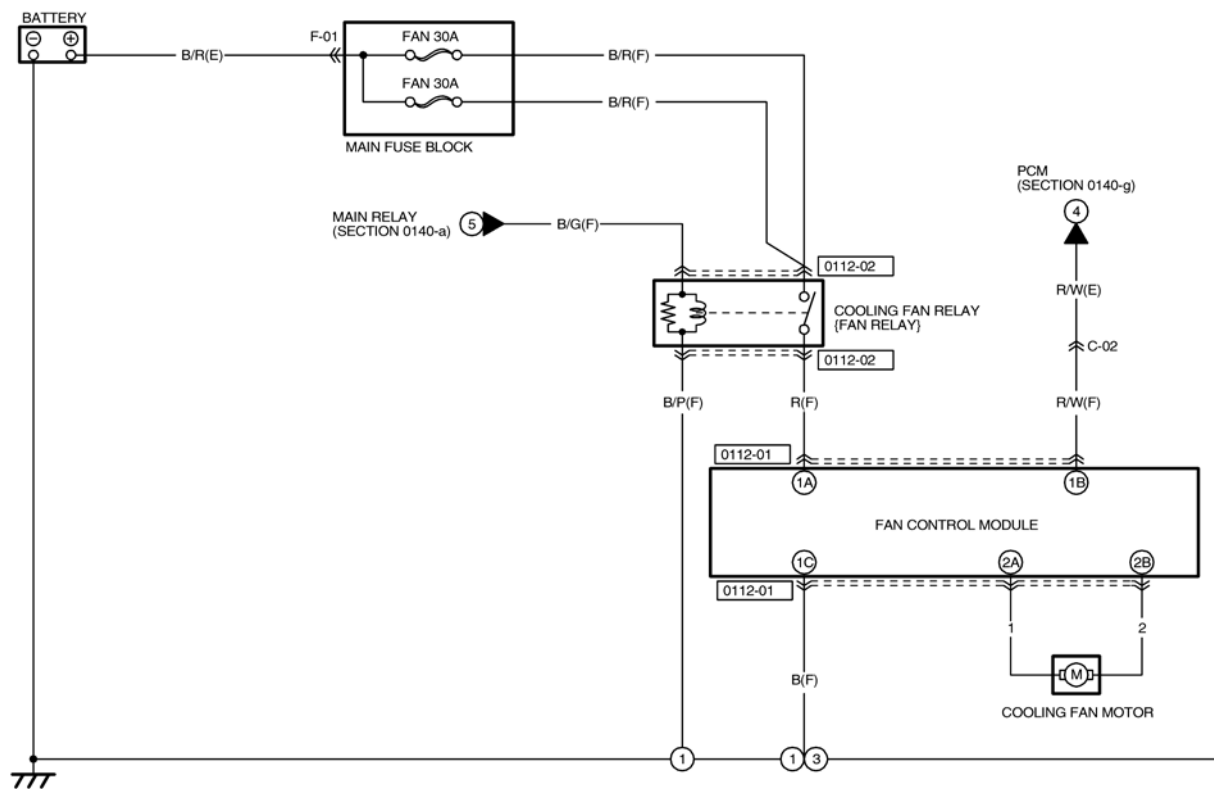 BATTERY
F-01
FAN 30A
B/R(E)
B/R(F)
FAN 30A
B/R(F)
MAIN FUSE BLOCK
PCM
(SECTION 0140-g)
4
MAIN RELAY
(SECTION 0140-a)
5
B/G(F)
0112-02
R/W(E)
COOLING FAN RELAY
{FAN RELAY}
C-02
0112-02
B/P(F)
R(F)
R/W(F)
0112-01
1A
1B
FAN CONTROL MODULE
1C
2A
2B
0112-01
1
2
B(F)
M
COOLING FAN MOTOR
1
1
3